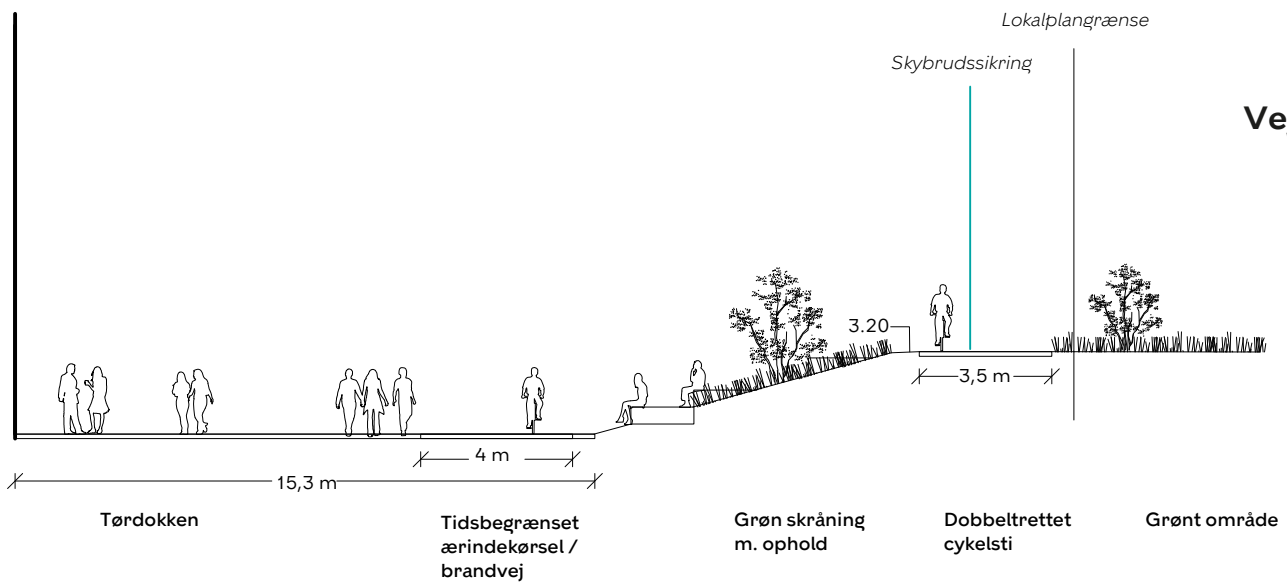 Lokalplangrænse
Skybrudssikring
3.20
3,5 m
4 m
15,3 m
Tørdokken
Tidsbegrænset
ærindekørsel /
brandvej
Grøn skråning
m. ophold
Dobbeltrettet
cykelsti
Grønt område